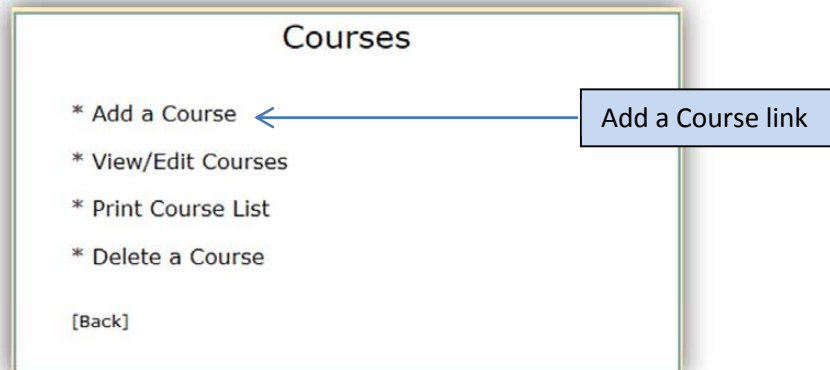 Courses
* Add a Course
Add a Course link
* View/Edit Courses
* Print Course List
* Delete a Course
[Back]